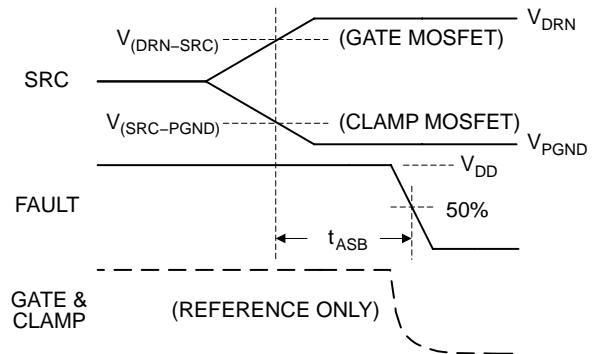 V(DRN–SRC)
(GATE MOSFET)
VDRN
SRC
V(SRC–PGND)
(CLAMP MOSFET)
VPGND
VDD
FAULT
50%
tASB
GATE &
CLAMP
(REFERENCE ONLY)